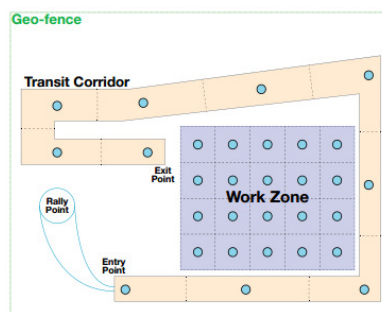 Geo-fence
Transit Corridor
Exit
Point
Work Zone
Rally
Point
Entry
Point